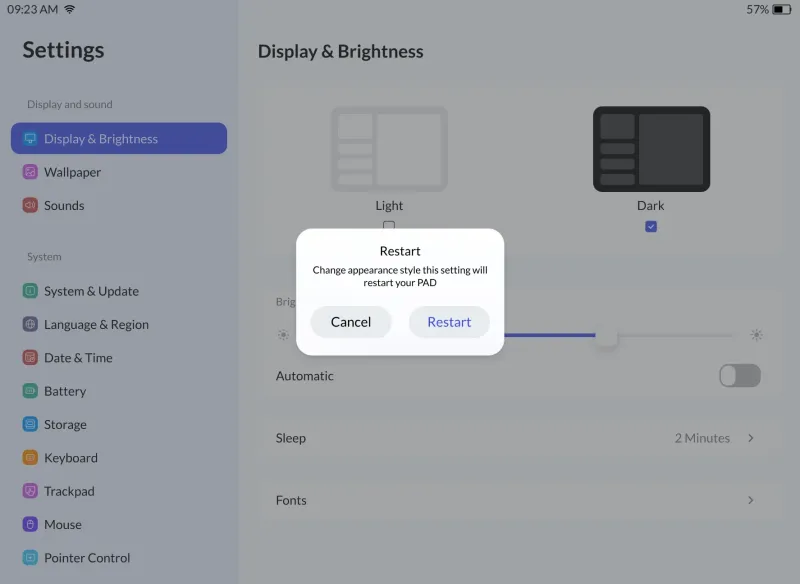 09:23 AM
57%
Settings
Display and sound
Display & Brightness
Wallpaper
Sounds
System
System & Update
Language & Region
Date & Time
Battery
Storage
Keyboard
Trackpad
Mouse
Pointer Control
Display & Brightness
Light
Dark
Restart
Change appearance style this setting will
restart your PAD
Cancel
Restart
Automatic
Sleep
2 Minutes
Fonts